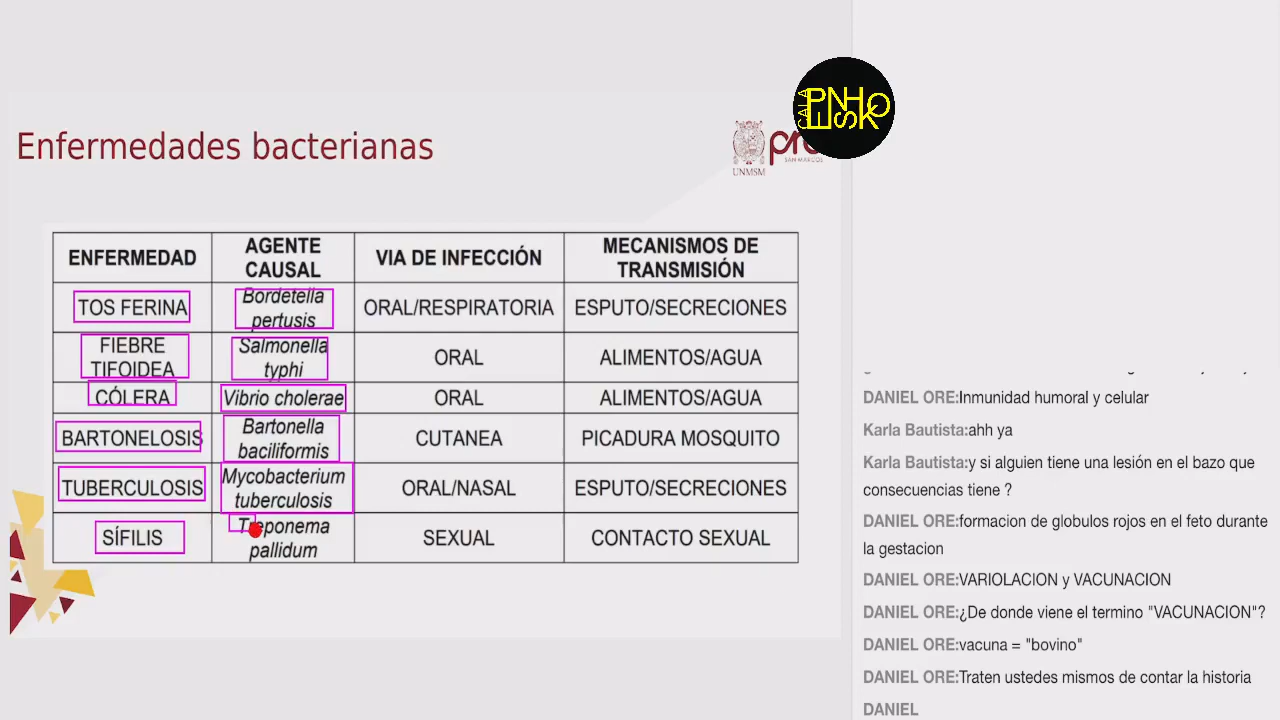 Enfermedades bacterianas
UNMSM
pre
SAN MARCOS
CALA
PEN
ENFERMEDAD AGENTE CAUSAL VIA DE INFECCIÓN MECANISMOS DE TRANSMISIÓN
TOS FERINA Bordetella pertusis ORAL/RESPIRATORIA ESPUTO/SECRECIONES
FIEBRE TIFOIDEA Salmonella typhi ORAL ALIMENTOS/AGUA
CÓLERA Vibrio cholerae ORAL ALIMENTOS/AGUA
BARTONELOSIS Bartonella baciliformis CUTANEA PICADURA MOSQUITO
TUBERCULOSIS Mycobacterium tuberculosis ORAL/NASAL ESPUTO/SECRECIONES
SÍFILIS Treponema pallidum SEXUAL CONTACTO SEXUAL
DANIEL ORE:Inmunidad humoral y celular
Karla Bautista:ahh ya
Karla Bautista:y si alguien tiene una lesión en el bazo que
consecuencias tiene ?
DANIEL ORE:formacion de globulos rojos en el feto durante
la gestacion
DANIEL ORE:VARIOLACION y VACUNACION
DANIEL ORE:¿De donde viene el termino "VACUNACION"?
DANIEL ORE:vacuna = "bovino"
DANIEL ORE:Traten ustedes mismos de contar la historia
DANIEL